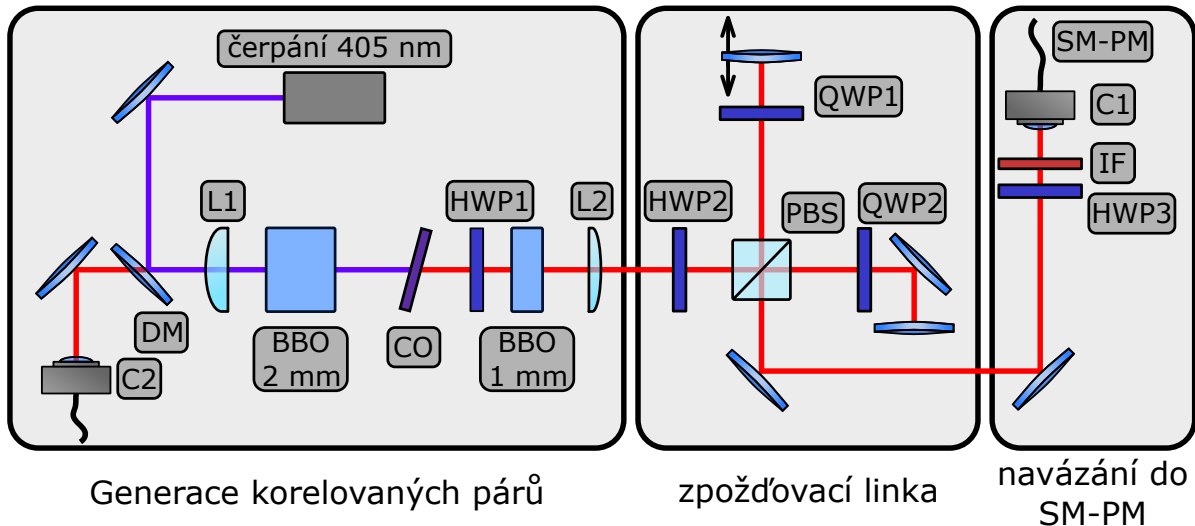 čerpání 405 nm
SM-PM
C1
QWP1
IF
HWP3
L1
HWP1
L2
HWP2
PBS
QWP2
DM
C2
BBO
2 mm
CO
BBO
1 mm
Generace korelovaných párů
zpožďovací linka
navázání do
SM-PM